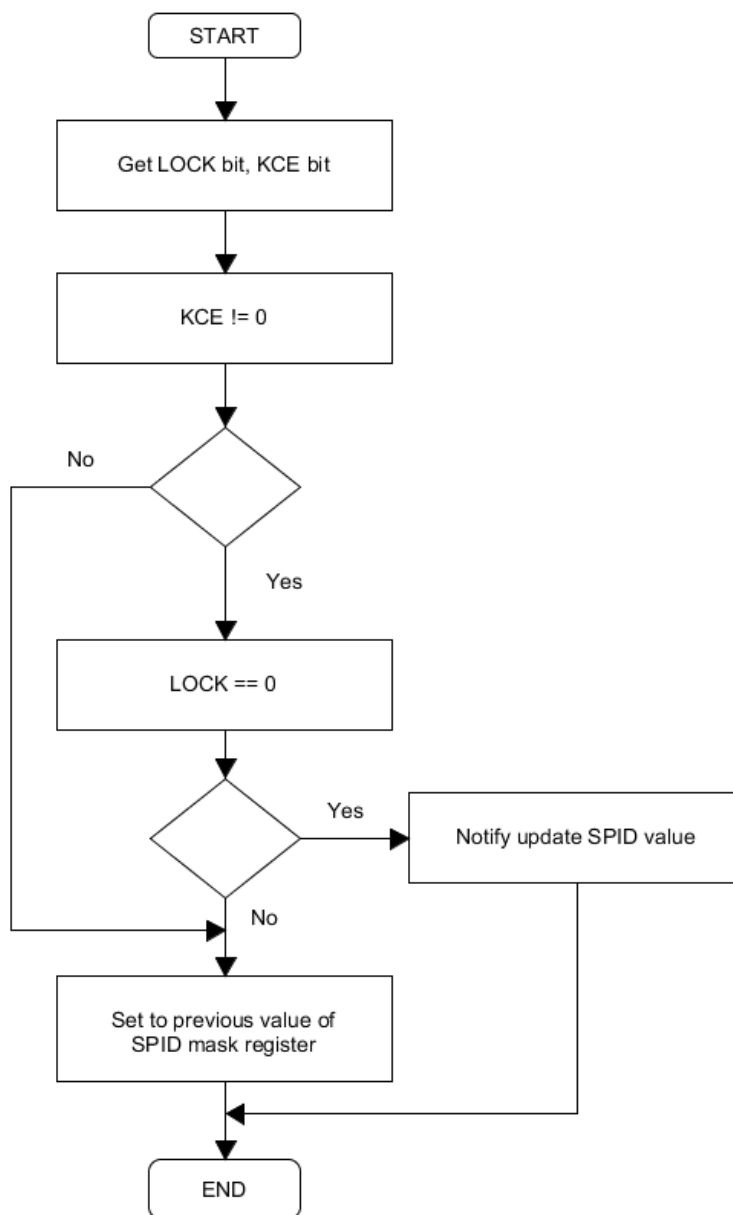 START
Get LOCK bit, KCE bit
KCE != 0
No
Yes
LOCK == 0
Yes
Notify update SPID value
No
Set to previous value of
SPID mask register
END